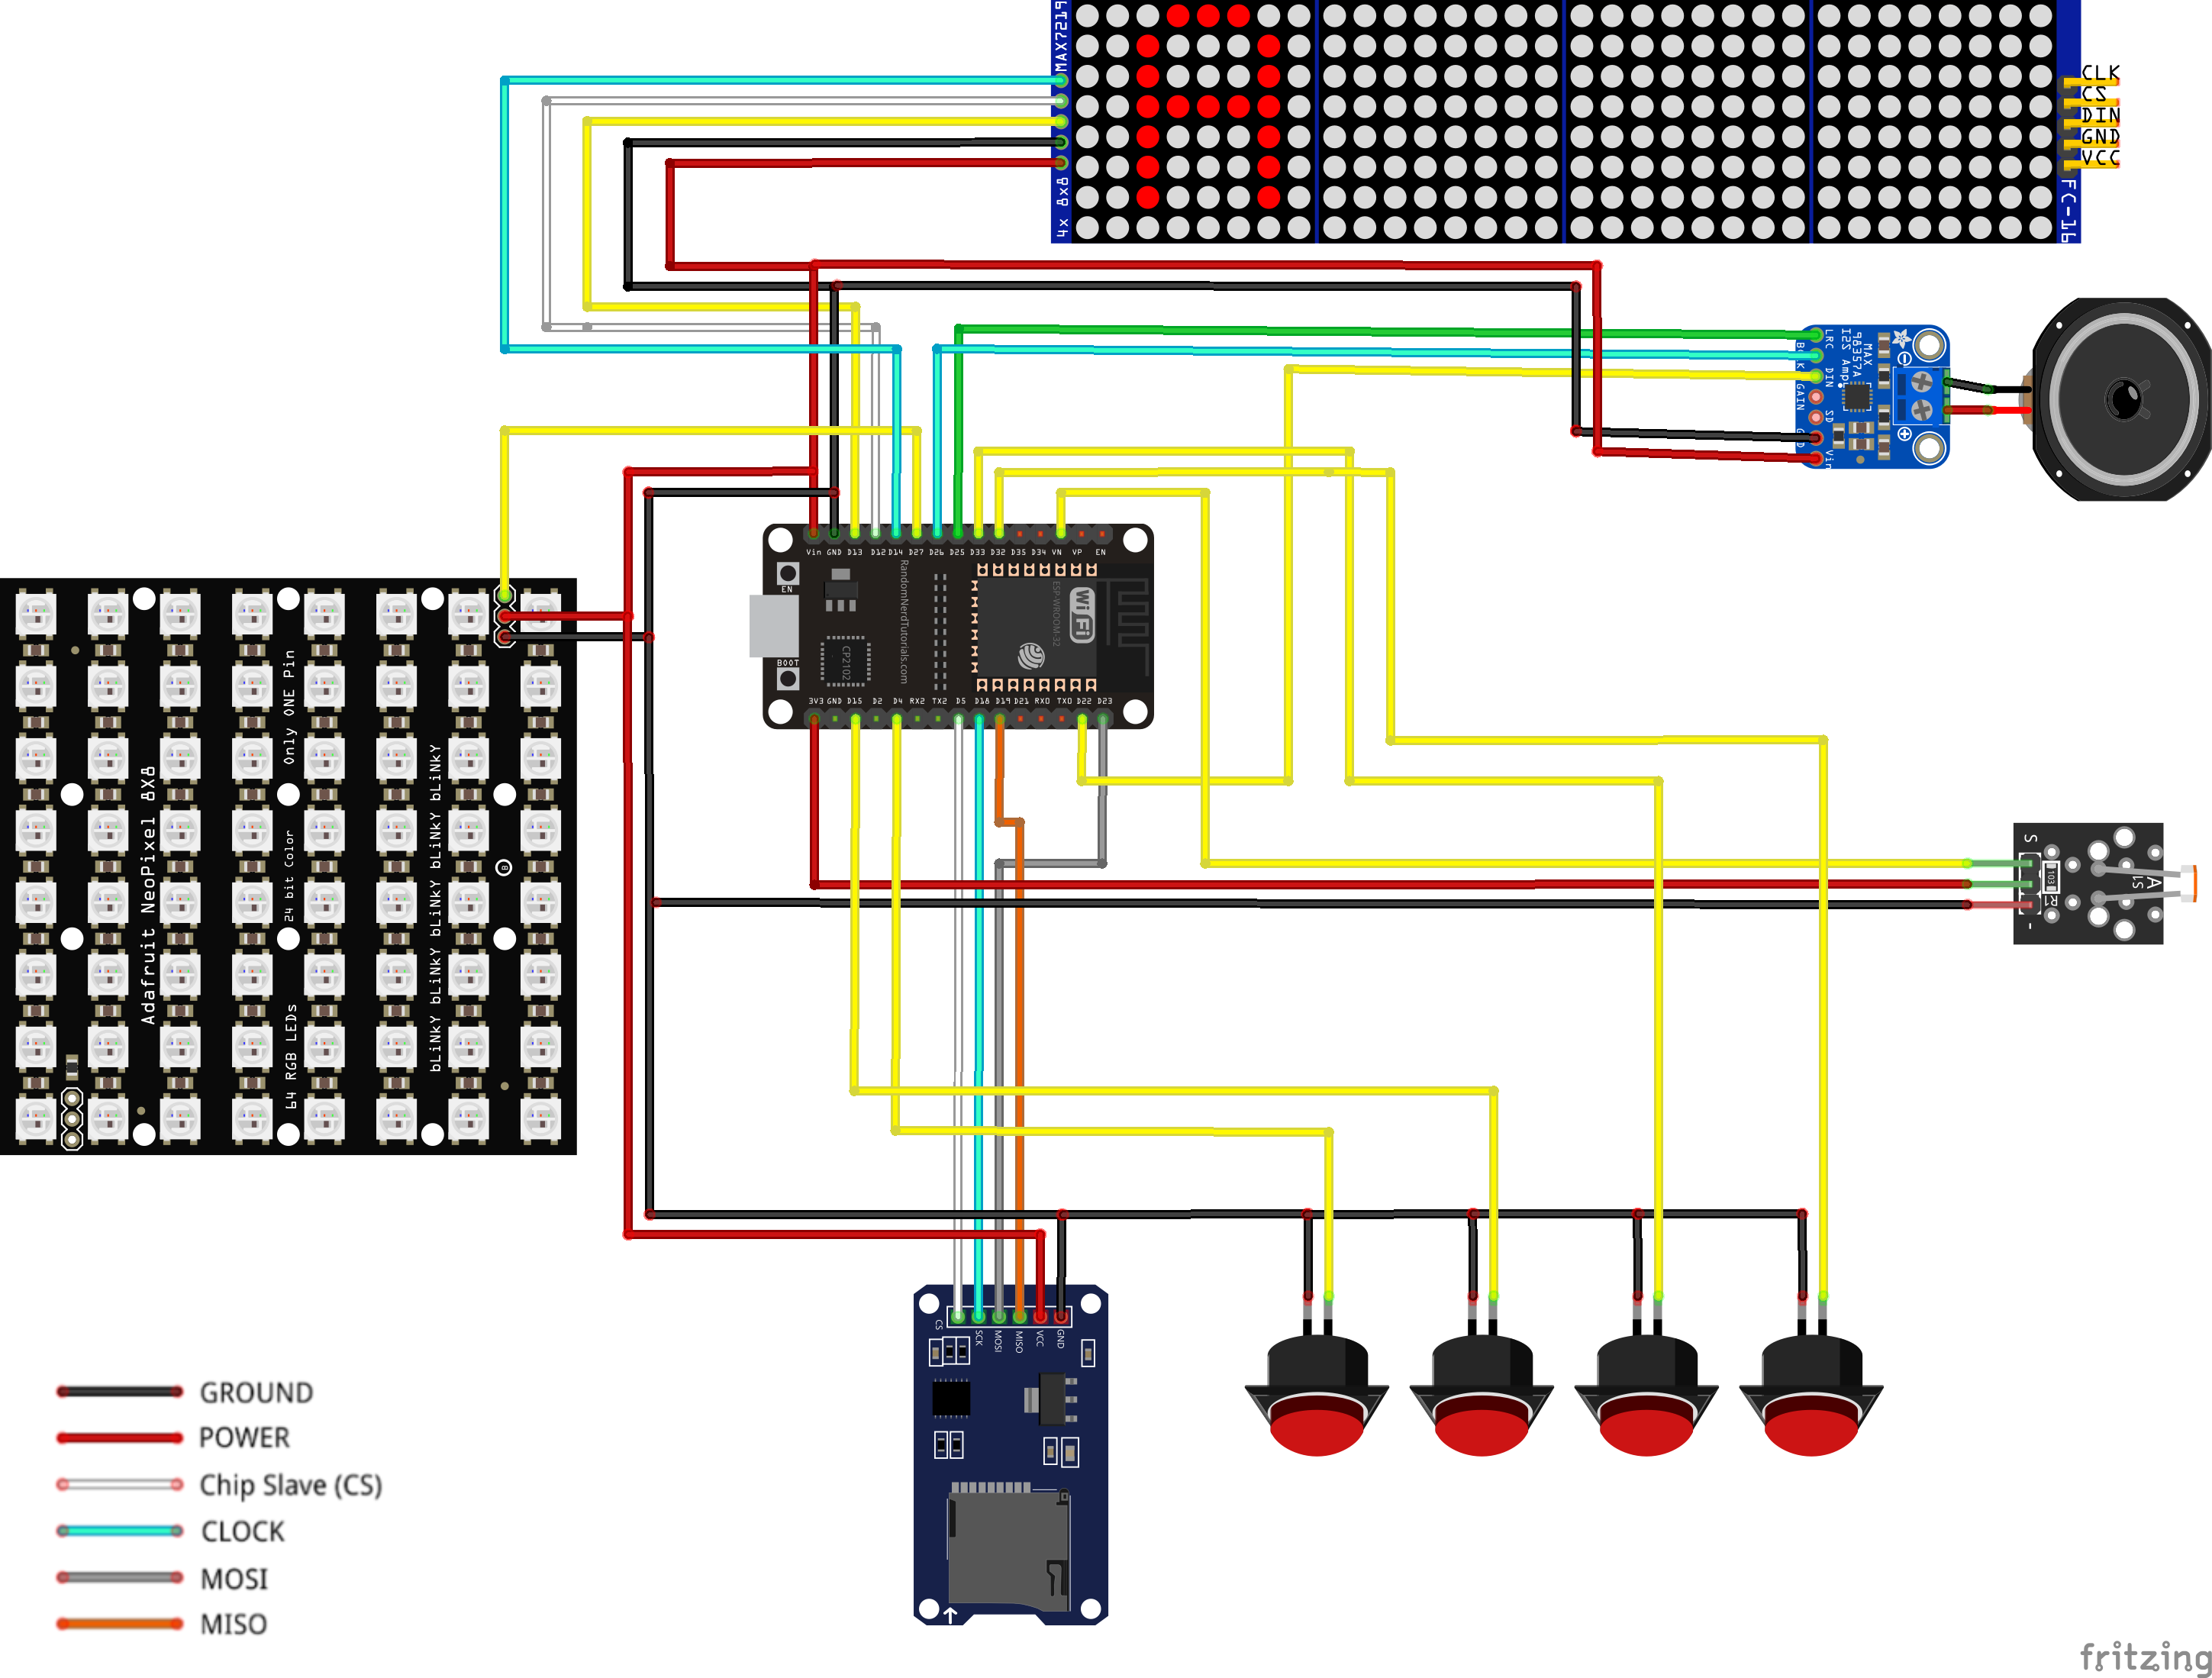 MAX7219
4x 8x8
CLK
CS
DIN
GND
VCC
FC-16
LRC
DIN
GAIN
SD
Vin
MAX
98357A
I2S Amp
Vin GND D13 D12 D14 D27 D26 D25 D33 D32 D35 D34 VN VP EN
EN
BOOT
CP2102
RandomNerdTutorials.com
ESP-WROOM-32
WiFi
3V3 GND D15 D2 D4 RX2 TX2 D5 D18 D19 D21 RX0 TX0 D22 D23
Adafruit NeoPixel 8X8
Only ONE Pin
24 bit Color
64 RGB LEDs
bLiNkY bLiNkY bLiNkY bLiNkY bLiNkY
S
103
R1
S1
A
-
CS
SCK
MOSI
MISO
VCC
GND
GROUND
POWER
Chip Slave (CS)
CLOCK
MOSI
MISO
fritzing